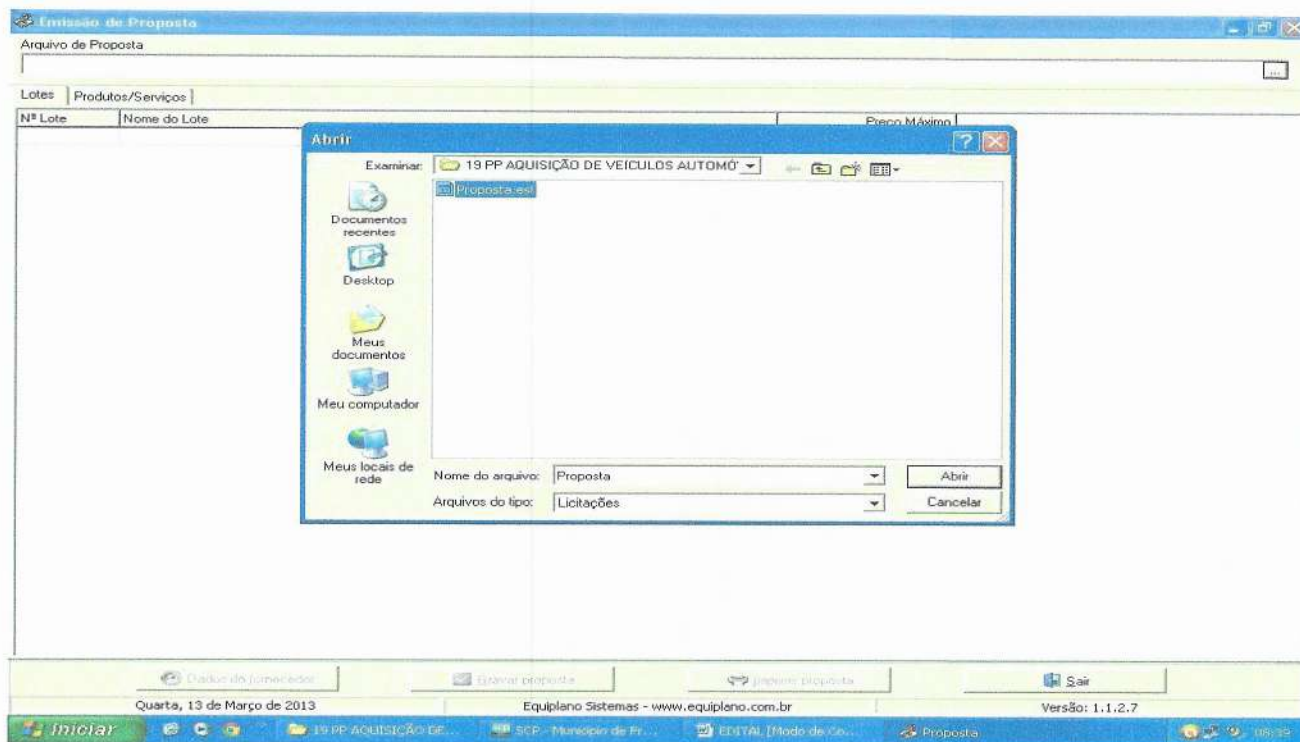 Emissão de Proposta
Arquivo de Proposta
...
Lotes Produtos/Serviços
Nº Lote Nome do Lote Preço Máximo
Abrir
Examinar: 19 PP AQUISIÇÃO DE VEÍCULOS AUTOMÓ
Proposta.esl
Documentos recentes
Desktop
Meus documentos
Meu computador
Meus locais de rede
Nome do arquivo: Proposta Abrir
Arquivos do tipo: Licitações Cancelar
Dados do fornecedor Gravar proposta Imprimir proposta Sair
Quarta, 13 de Março de 2013 Equiplano Sistemas - www.equiplano.com.br Versão: 1.1.2.7
Iniciar 19 PP AQUISIÇÃO DE... SCP - Município de Fr... EDITAL [Modo de Co... Proposta 08:39